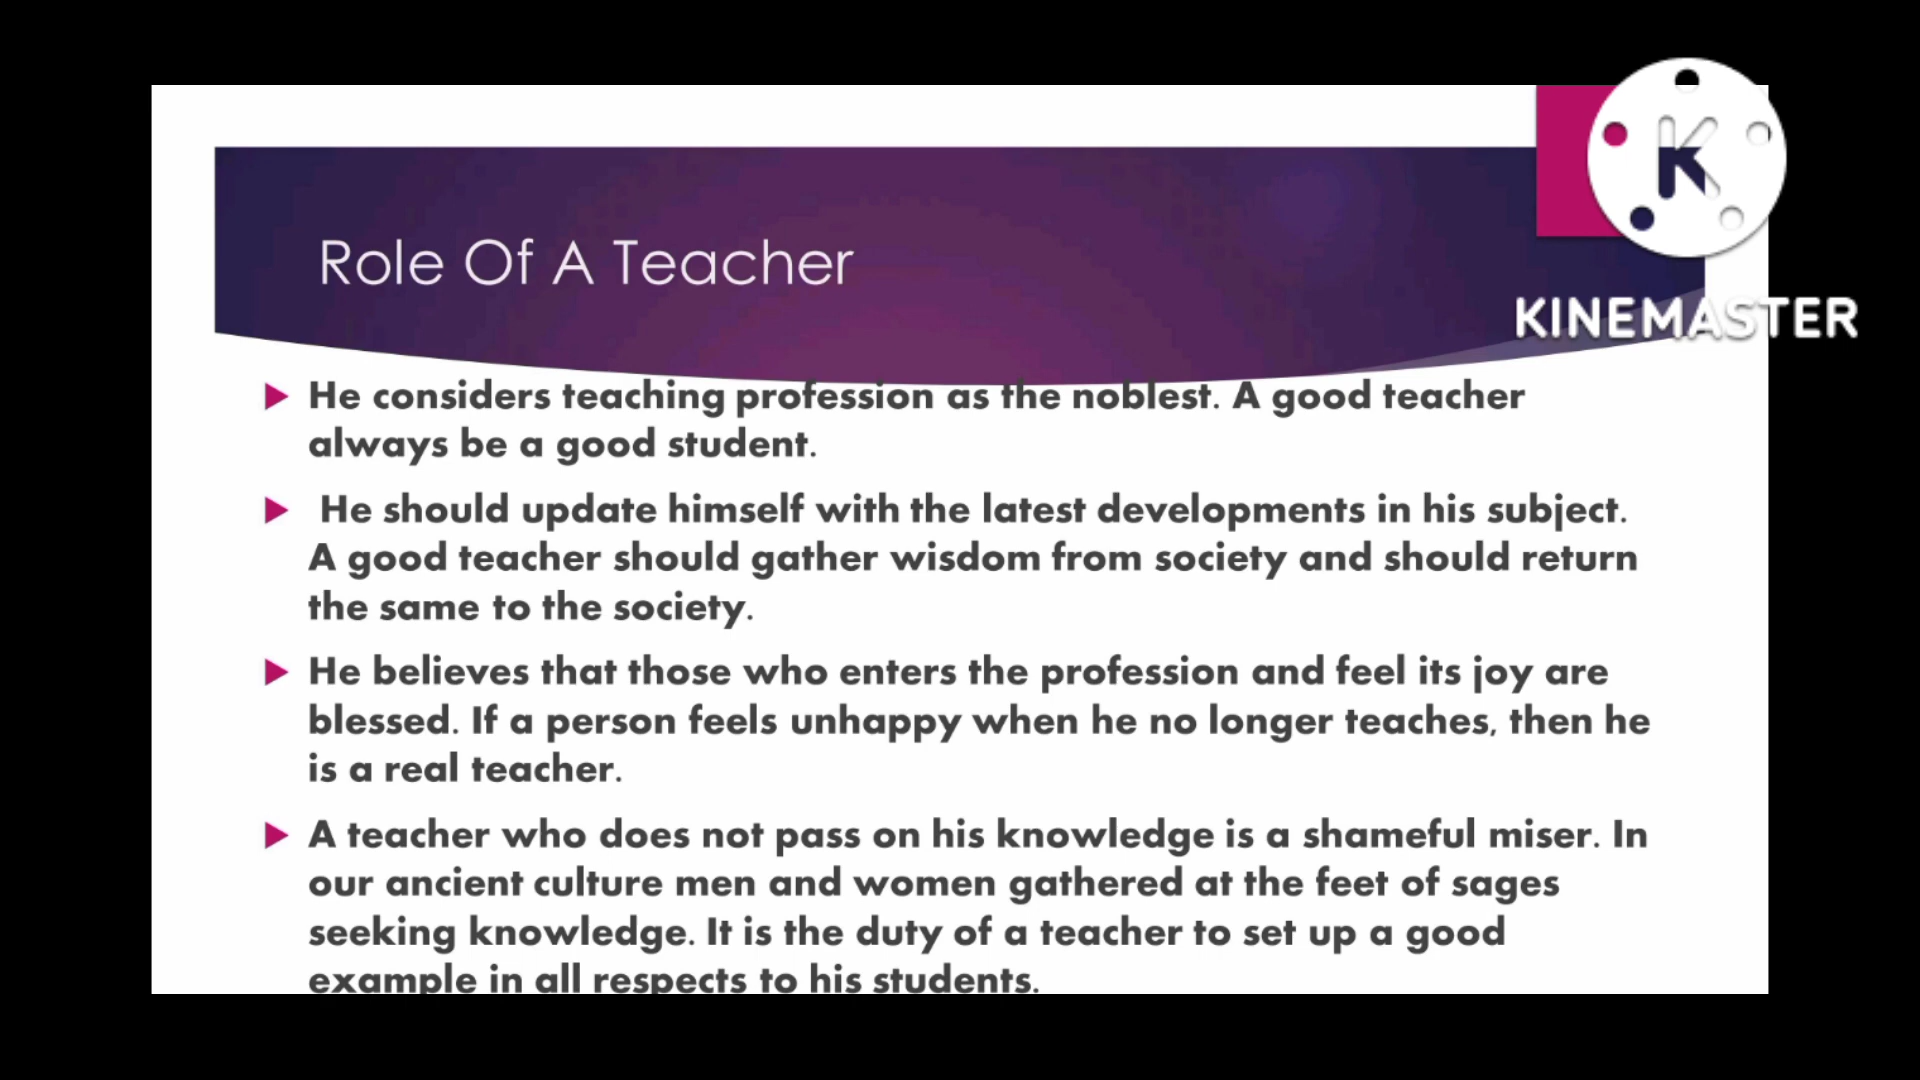 Role Of A Teacher
K
KINEMASTER
He considers teaching profession as the noblest. A good teacher
always be a good student.
He should update himself with the latest developments in his subject.
A good teacher should gather wisdom from society and should return
the same to the society.
He believes that those who enters the profession and feel its joy are
blessed. If a person feels unhappy when he no longer teaches, then he
is a real teacher.
A teacher who does not pass on his knowledge is a shameful miser. In
our ancient culture men and women gathered at the feet of sages
seeking knowledge. It is the duty of a teacher to set up a good
example in all respects to his students.